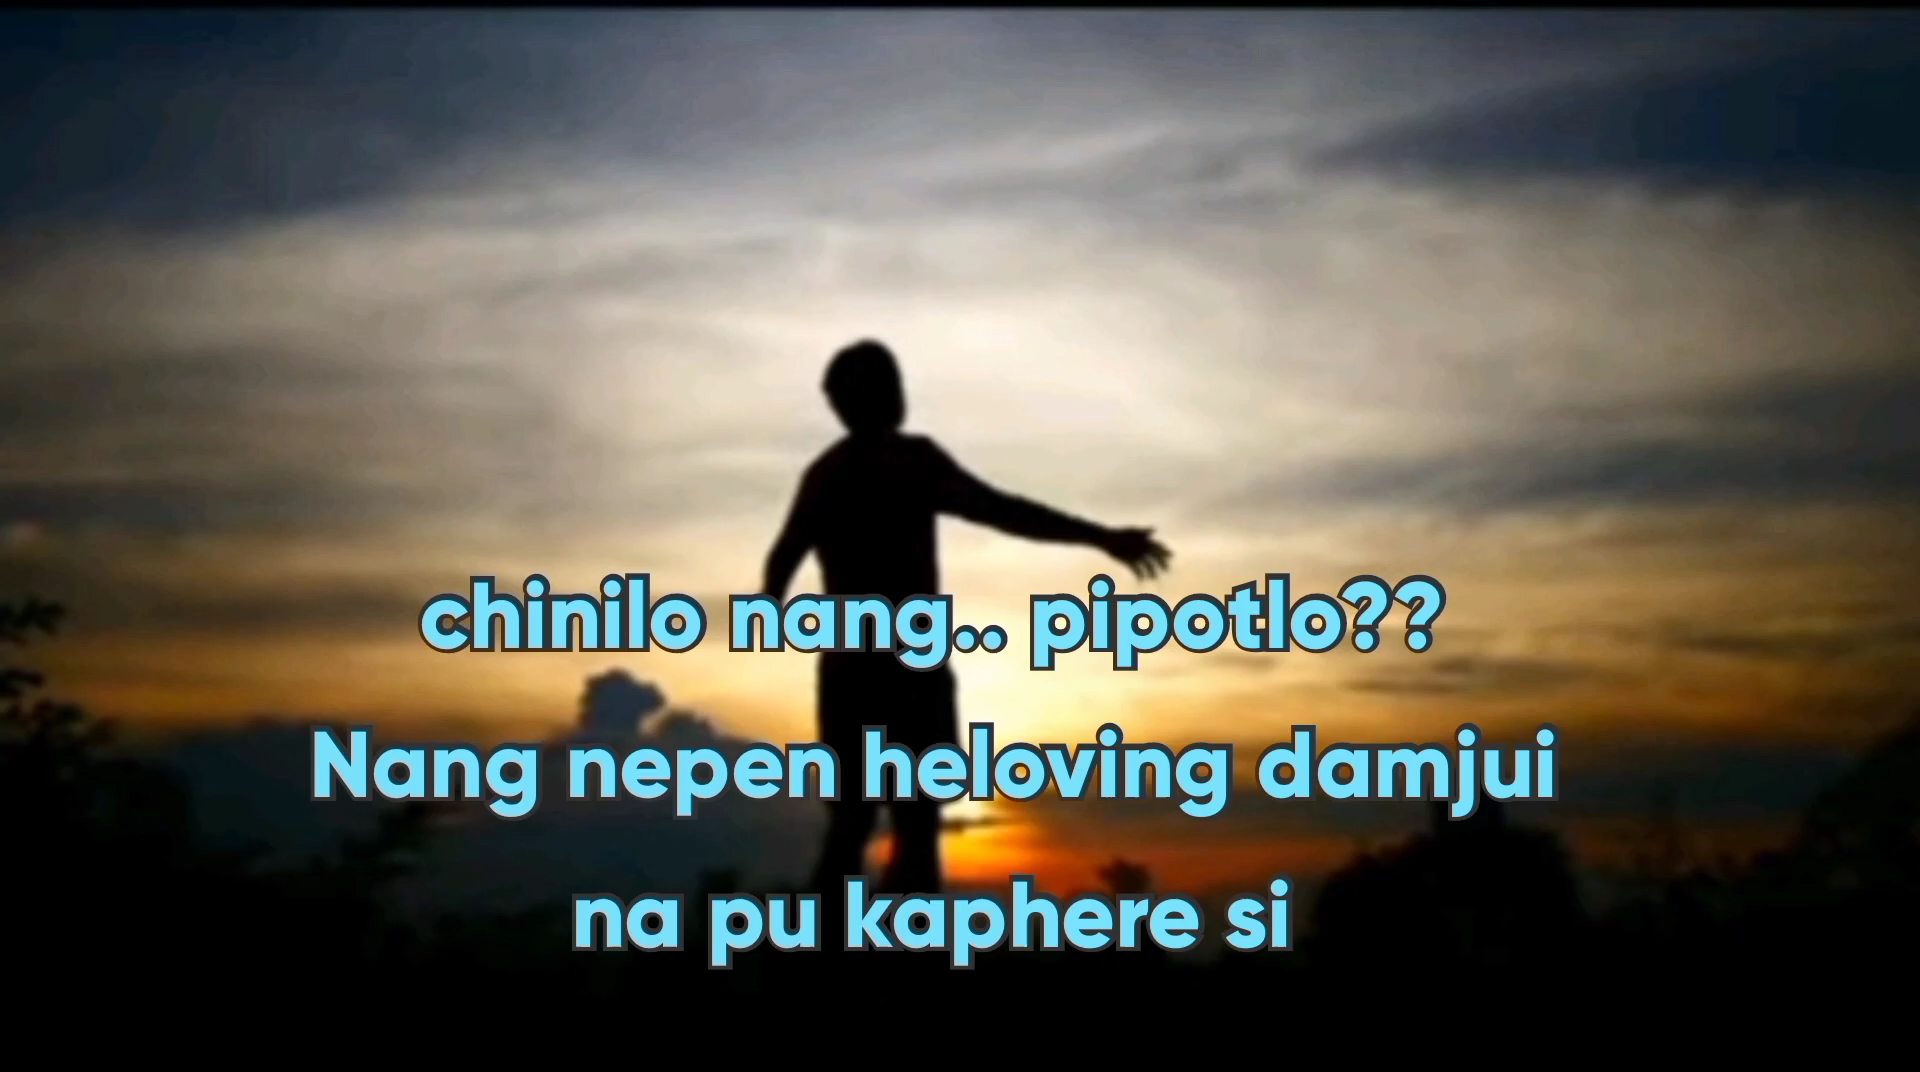 chinilo nang.. pipotlo??
Nang nepen heloving damjui
na pu kaphere si